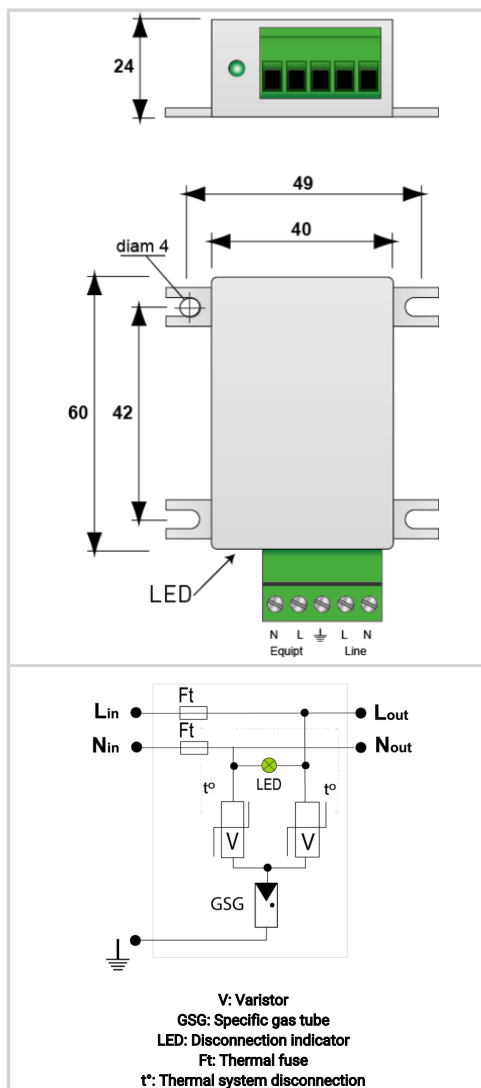 24
49
40
diam 4
60
42
LED
N L L N
Equipt Line
Ft
Lin Lout
Ft
Nin Nout
t° LED t°
V V
GSG
V: Varistor
GSG: Specific gas tube
LED: Disconnection indicator
Ft: Thermal fuse
t°: Thermal system disconnection